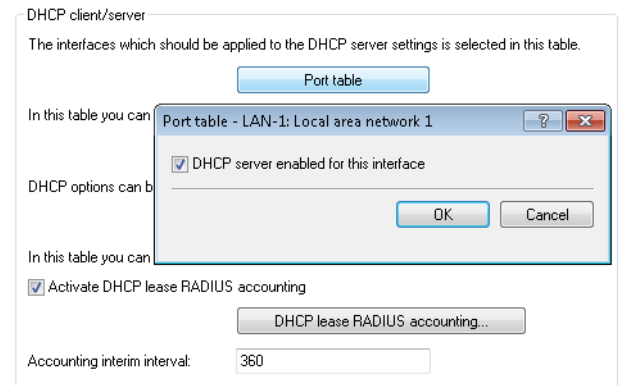 DHCP client/server
The interfaces which should be applied to the DHCP server settings is selected in this table.
Port table
In this table you can
Port table - LAN-1: Local area network 1
DHCP server enabled for this interface
DHCP options can b
OK Cancel
In this table you can
Activate DHCP lease RADIUS accounting
DHCP lease RADIUS accounting...
Accounting interim interval: 360